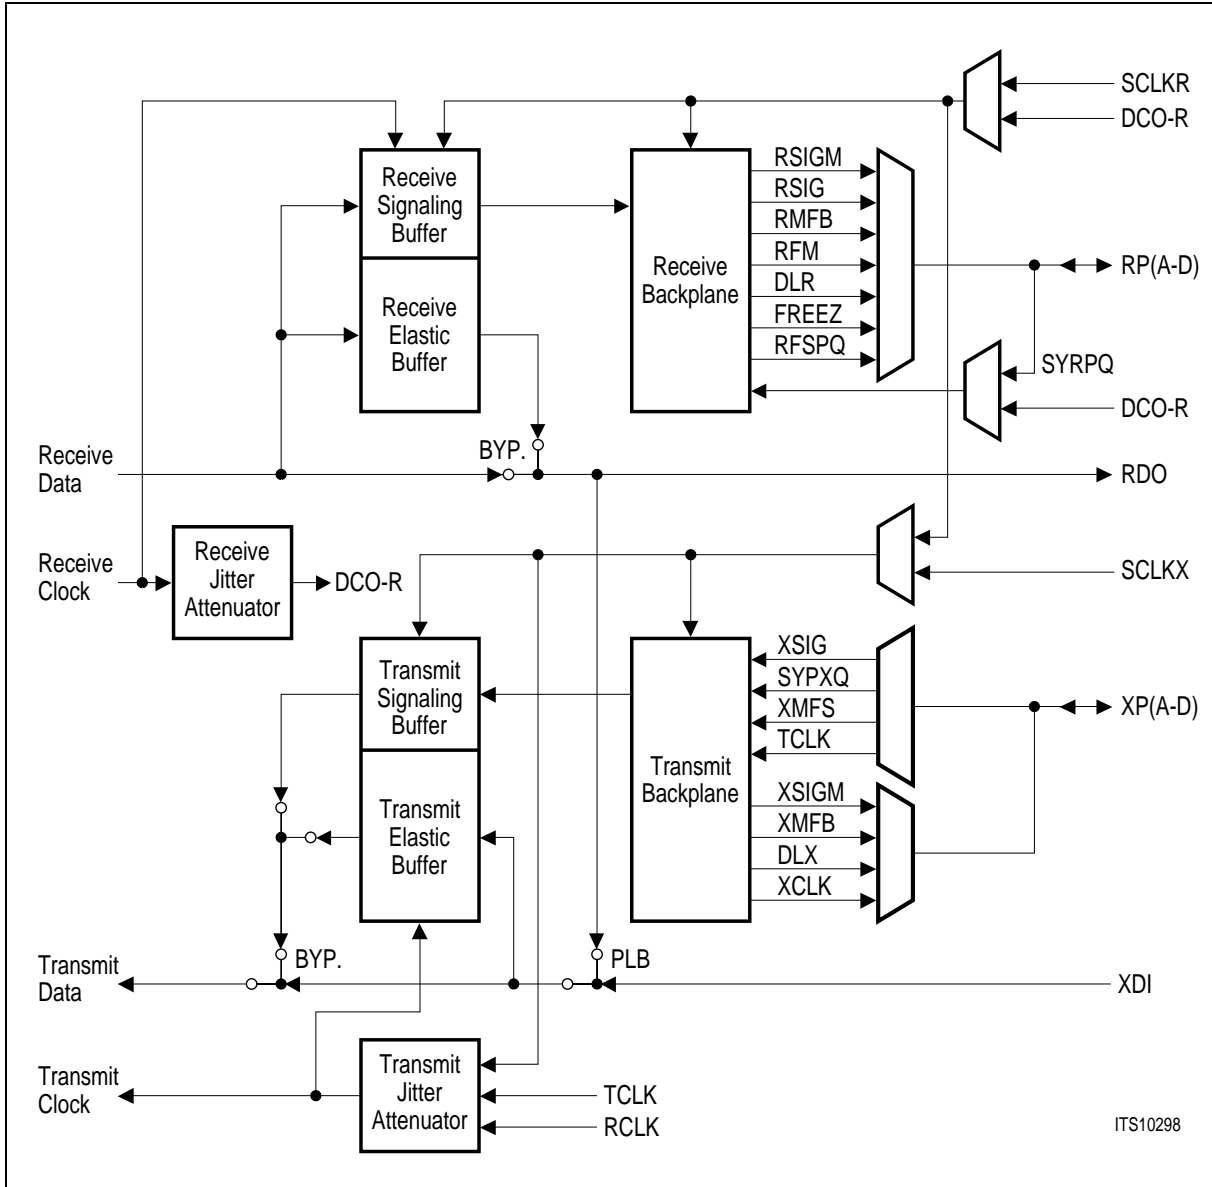 SCLKR
DCO-R
Receive
Signaling
Buffer
Receive
Elastic
Buffer
Receive
Backplane
RSIGM
RSIG
RMFB
RFM
DLR
FREEZ
RFSPQ
RP(A-D)
SYRPQ
DCO-R
Receive
Data
BYP.
RDO
Receive
Clock
Receive
Jitter
Attenuator
DCO-R
SCLKX
Transmit
Signaling
Buffer
Transmit
Elastic
Buffer
Transmit
Backplane
XSIG
SYPXQ
XMFS
TCLK
XSIGM
XMFB
DLX
XCLK
XP(A-D)
Transmit
Data
BYP.
PLB
XDI
Transmit
Clock
Transmit
Jitter
Attenuator
TCLK
RCLK
ITS10298